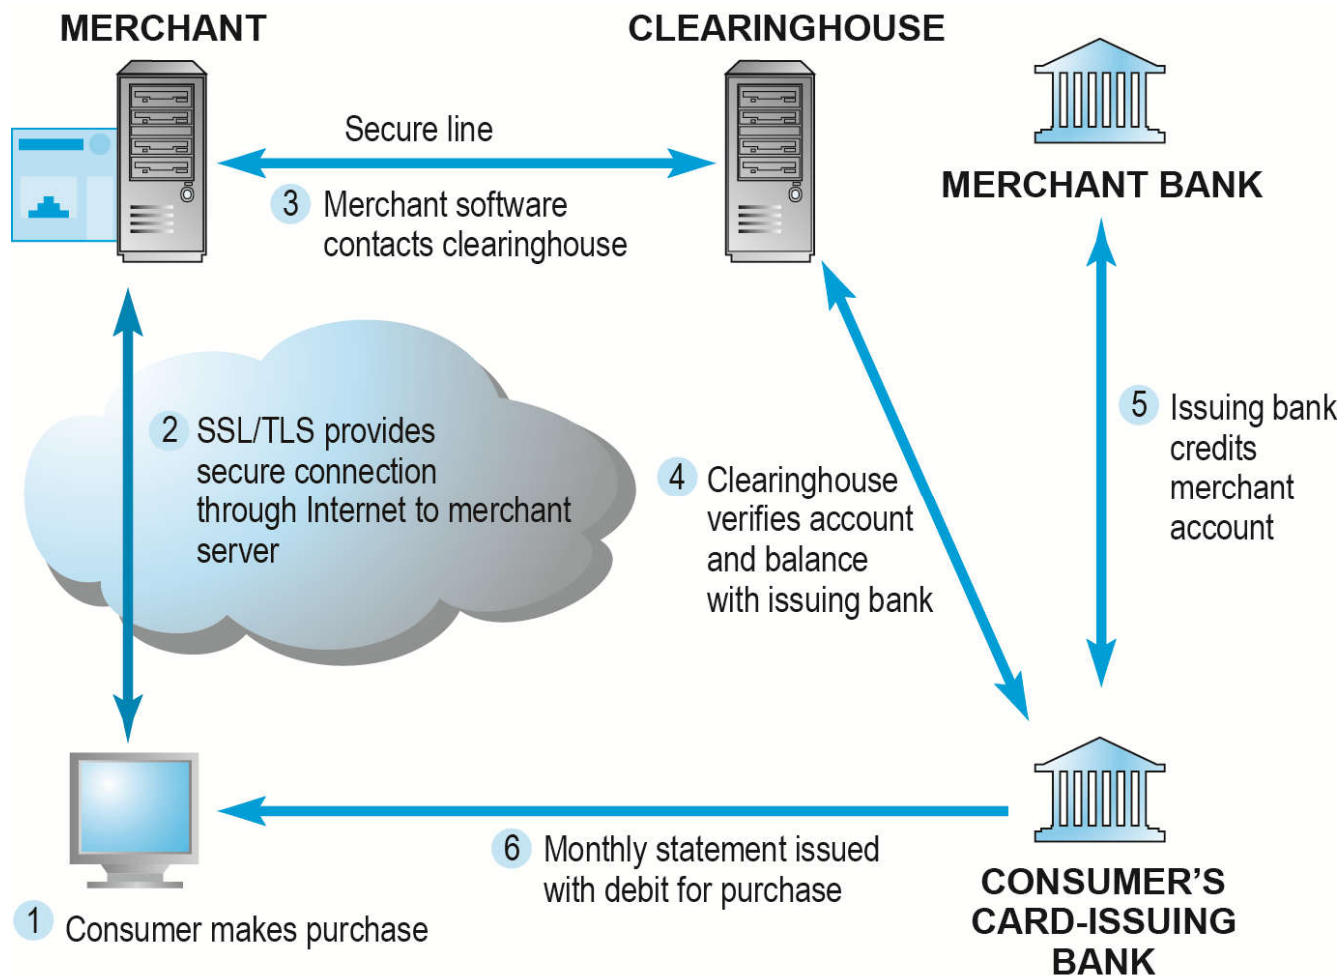 MERCHANT
CLEARINGHOUSE
MERCHANT BANK
Secure line
3 Merchant software
contacts clearinghouse
2 SSL/TLS provides
secure connection
through Internet to merchant
server
4 Clearinghouse
verifies account
and balance
with issuing bank
5 Issuing bank
credits
merchant
account
6 Monthly statement issued
with debit for purchase
1 Consumer makes purchase
CONSUMER’S
CARD-ISSUING
BANK